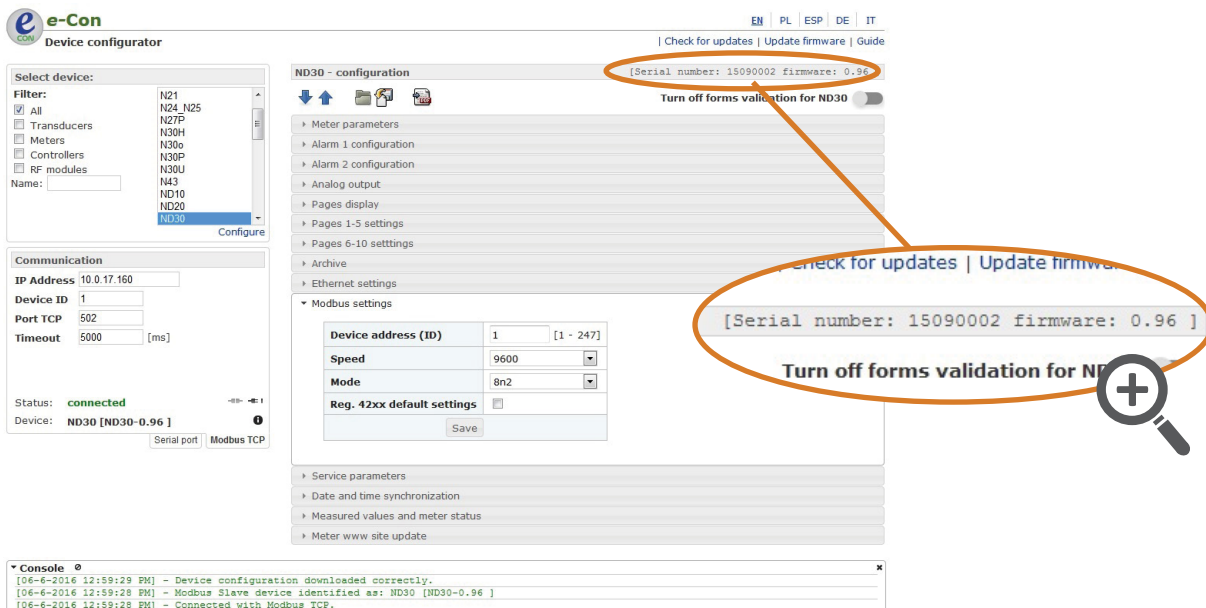 e-Con
Device configurator
EN | PL | ESP | DE | IT
| Check for updates | Update firmware | Guide
Select device:
Filter:
All
Transducers
Meters
Controllers
RF modules
Name:
N21
N24_N25
N27P
N30H
N30o
N30P
N30U
N43
ND10
ND20
ND30
Configure
Communication
IP Address 10.0.17.160
Device ID 1
Port TCP 502
Timeout 5000 [ms]
Status: connected
Device: ND30 [ND30-0.96 ]
Serial port Modbus TCP
ND30 - configuration
[Serial number: 15090002 firmware: 0.96
Turn off forms validation for ND30
Meter parameters
Alarm 1 configuration
Alarm 2 configuration
Analog output
Pages display
Pages 1-5 settings
Pages 6-10 setttings
Archive
Ethernet settings
Modbus settings
Device address (ID) 1 [1 - 247]
Speed 9600
Mode 8n2
Reg. 42xx default settings
Save
Service parameters
Date and time synchronization
Measured values and meter status
Meter www site update
| Check for updates | Update firmwa
[Serial number: 15090002 firmware: 0.96 ]
Turn off forms validation for ND
Console
[06-6-2016 12:59:29 PM] - Device configuration downloaded correctly.
[06-6-2016 12:59:28 PM] - Modbus Slave device identified as: ND30 [ND30-0.96 ]
[06-6-2016 12:59:28 PM] - Connected with Modbus TCP.